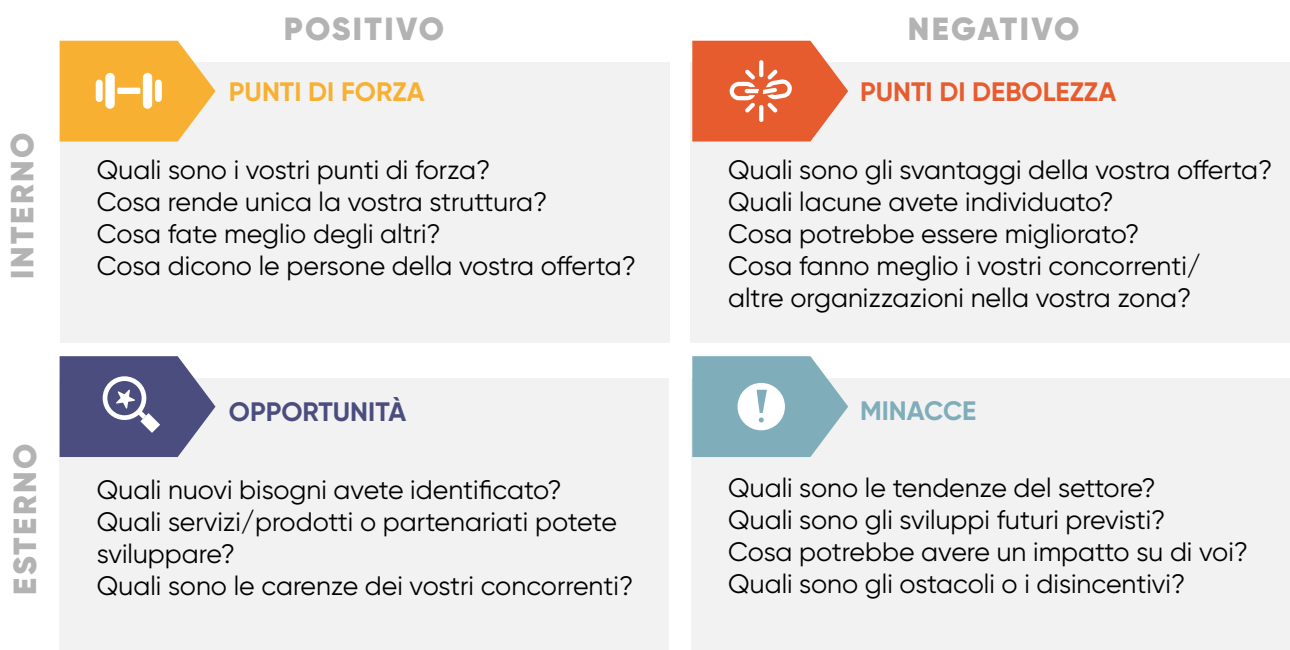 POSITIVO
NEGATIVO
INTERNO
PUNTI DI FORZA
Quali sono i vostri punti di forza?
Cosa rende unica la vostra struttura?
Cosa fate meglio degli altri?
Cosa dicono le persone della vostra offerta?
PUNTI DI DEBOLEZZA
Quali sono gli svantaggi della vostra offerta?
Quali lacune avete individuato?
Cosa potrebbe essere migliorato?
Cosa fanno meglio i vostri concorrenti/
altre organizzazioni nella vostra zona?
ESTERNO
OPPORTUNITÀ
Quali nuovi bisogni avete identificato?
Quali servizi/prodotti o partenariati potete
sviluppare?
Quali sono le carenze dei vostri concorrenti?
MINACCE
Quali sono le tendenze del settore?
Quali sono gli sviluppi futuri previsti?
Cosa potrebbe avere un impatto su di voi?
Quali sono gli ostacoli o i disincentivi?